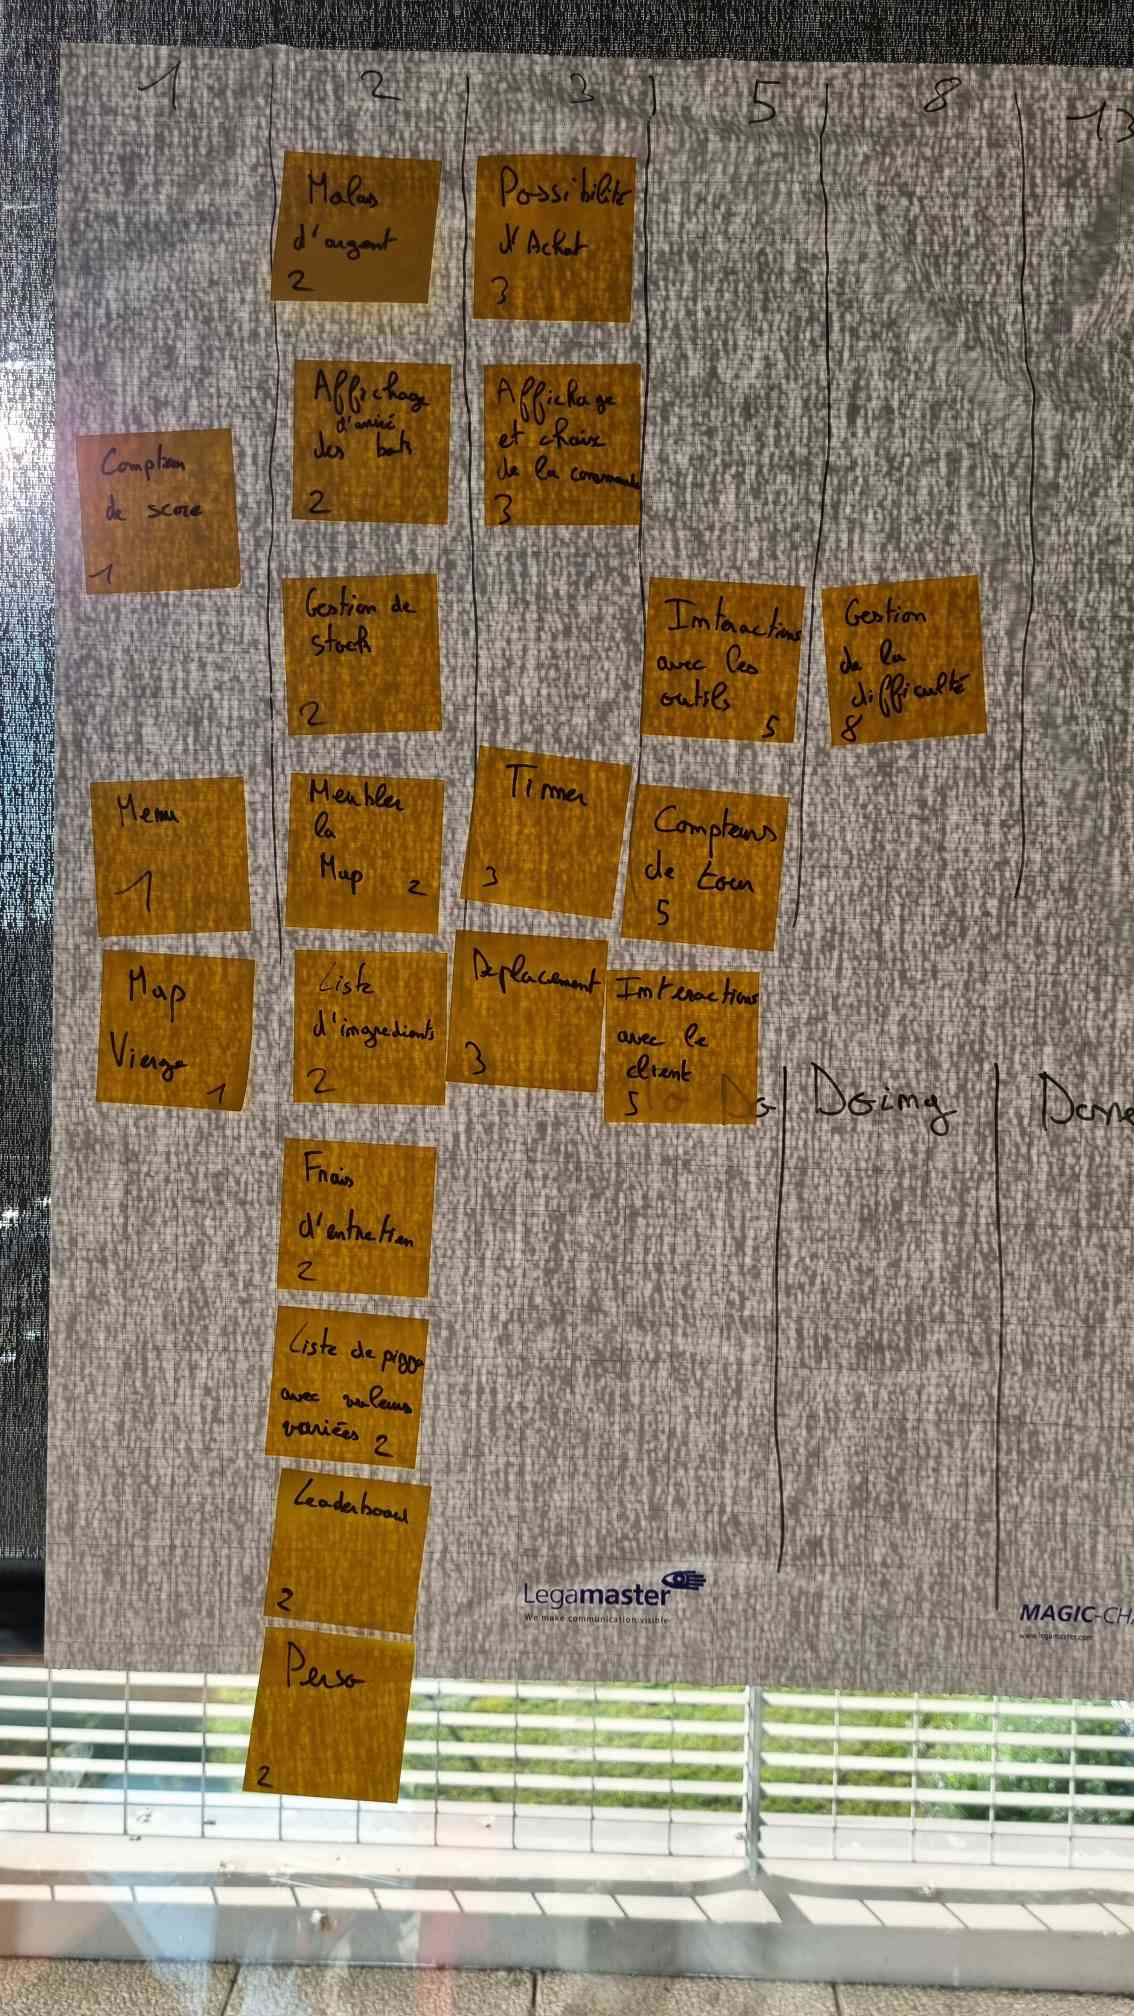 1
2
3
5
8
13
Malus
d'argent
2
Possibilité
d'Achat
3
Affichage
d'arrivé
des bots
2
Affichage
et choix
de la commande
3
de score
1
Gestion de
stock
2
Interactions
avec les
outils
5
Gestion
de la
difficulté
8
Menu
1
Meubler
la
Map 2
Timer
3
Compteurs
de tour
5
Map
Vierge
1
Liste
d'ingredients
2
Deplacement
3
Interactions
avec le
client
5
To Do
Doing
Done
Frais
d'entretien
2
Liste de pizza
avec valeurs
variées 2
Leaderboard
2
Perso
2
Legamaster
We make communication visible
MAGIC-CHA
www.legamaster.com